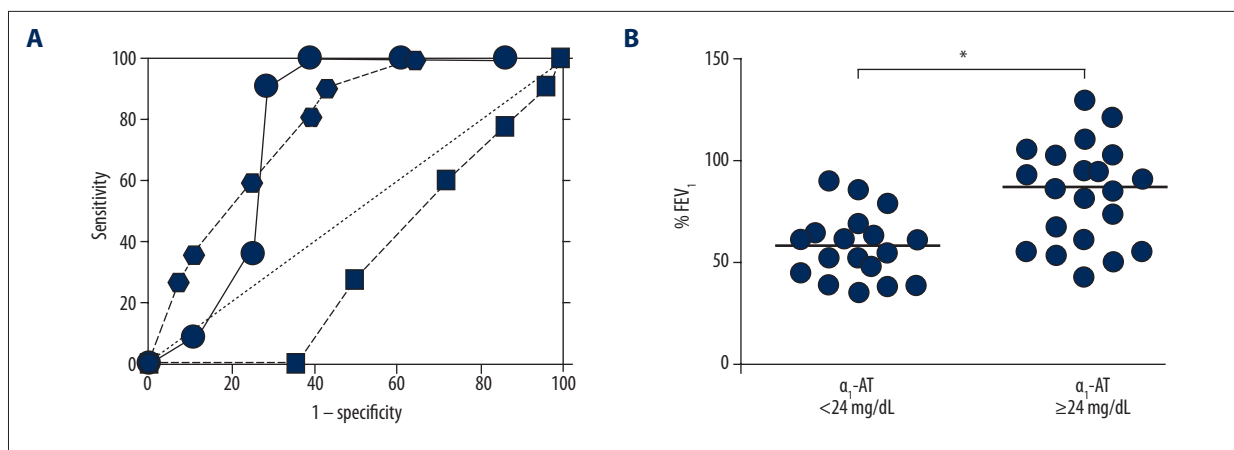 A
Sensitivity
100
80
60
40
20
0
0 20 40 60 80 100
1 – specificity
B
% FEV₁
150
100
50
0
*
α₁-AT
<24 mg/dL
α₁-AT
≥24 mg/dL